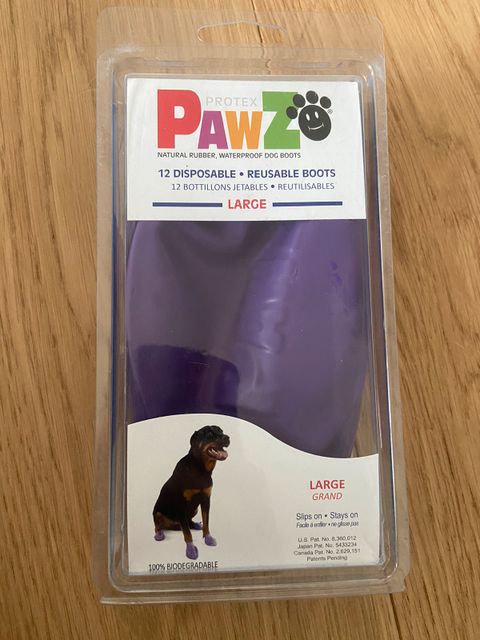 PROTEX
PAWZ®
NATURAL RUBBER, WATERPROOF DOG BOOTS
12 DISPOSABLE • REUSABLE BOOTS
12 BOTTILLONS JETABLES • REUTILISABLES
LARGE
LARGE
GRAND
Slips on • Stays on
Facile à enfiler • ne glisse pas
U.S. Pat. No. 8,360,012
Japan Pat. No. 5433234
Canada Pat. No. 2,629,151
Patents Pending
100% BIODEGRADABLE